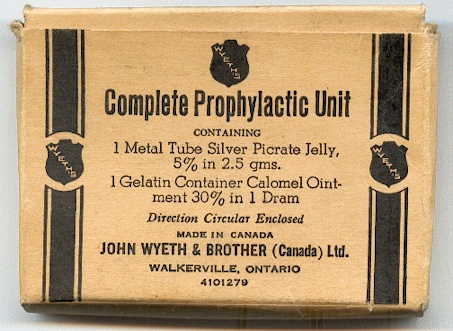 WYETH'S
Complete Prophylactic Unit
CONTAINING
1 Metal Tube Silver Picrate Jelly,
5% in 2.5 gms.
1 Gelatin Container Calomel Oint-
ment 30% in 1 Dram
Direction Circular Enclosed
MADE IN CANADA
JOHN WYETH & BROTHER (Canada) Ltd.
WALKERVILLE, ONTARIO
4101279
WYETH'S
WYETH'S